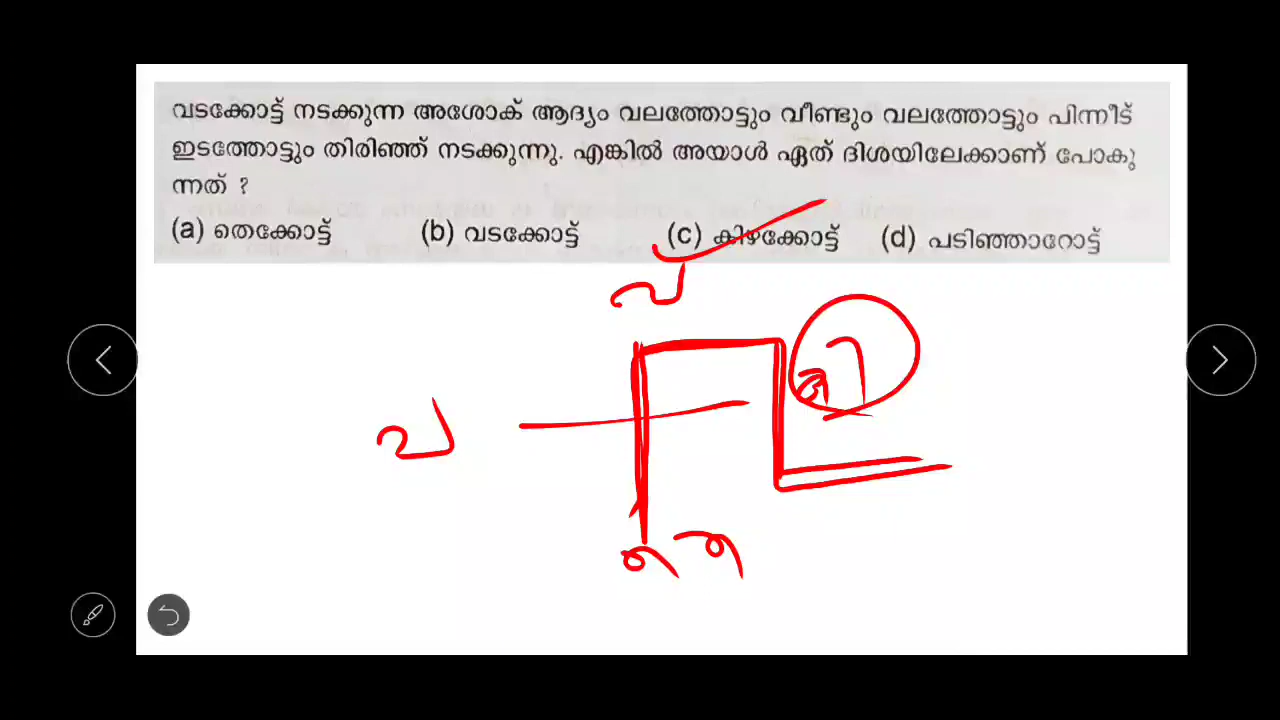 വടക്കോട്ട് നടക്കുന്ന അശോക് ആദ്യം വലത്തോട്ടും വീണ്ടും വലത്തോട്ടും പിന്നീട്
ഇടത്തോട്ടും തിരിഞ്ഞ് നടക്കുന്നു. എങ്കിൽ അയാൾ ഏത് ദിശയിലേക്കാണ് പോകു
ന്നത് ?
(a) തെക്കോട്ട് (b) വടക്കോട്ട് (c) കിഴക്കോട്ട് (d) പടിഞ്ഞാറോട്ട്
വ
കി
പ
തെ